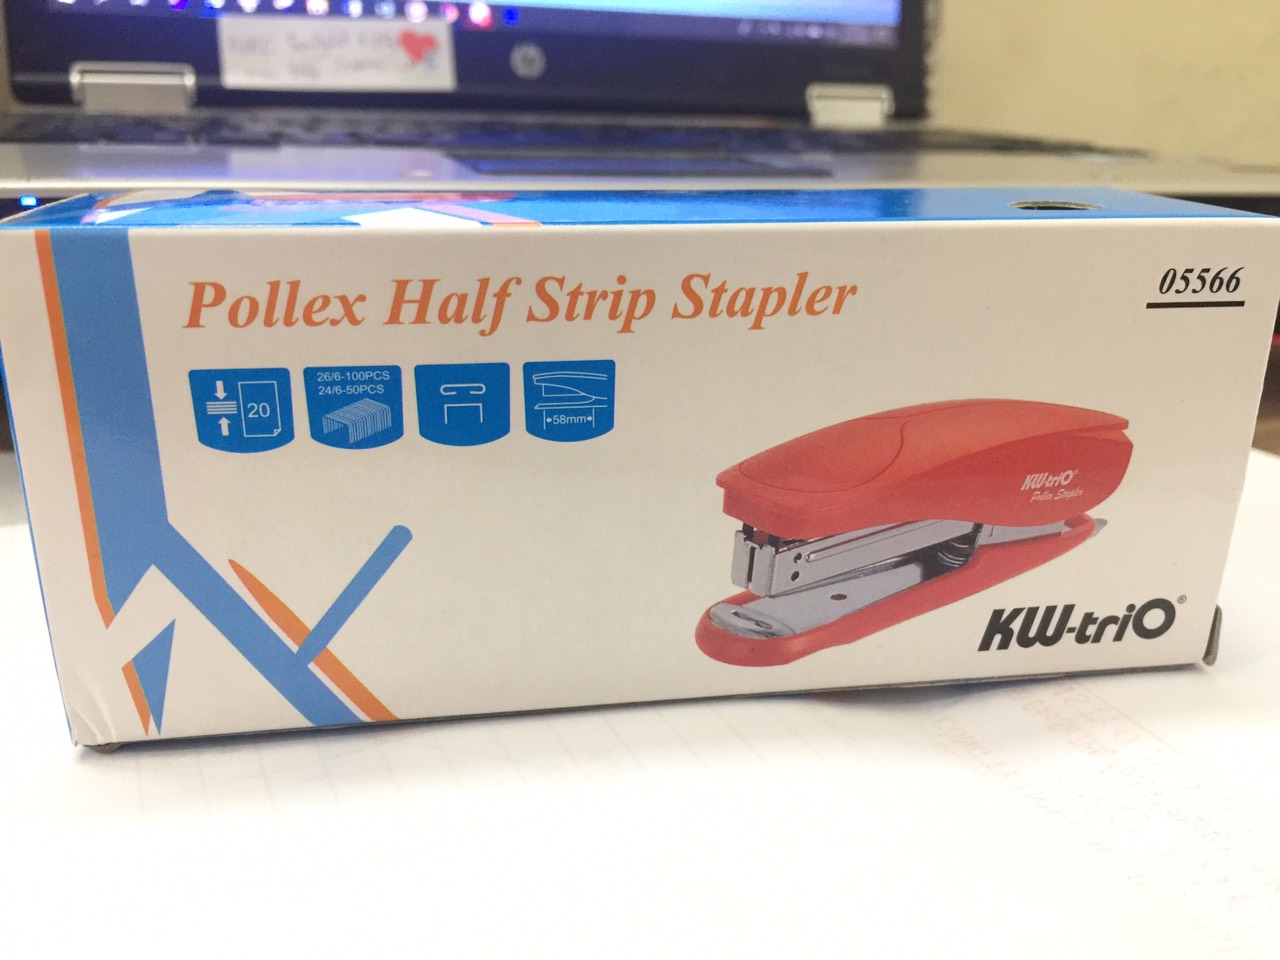 Pollex Half Strip Stapler
05566
20
26/6-100PCS
24/6-50PCS
58mm
KW-triO®
Pollex Stapler
KW-triO®
hp